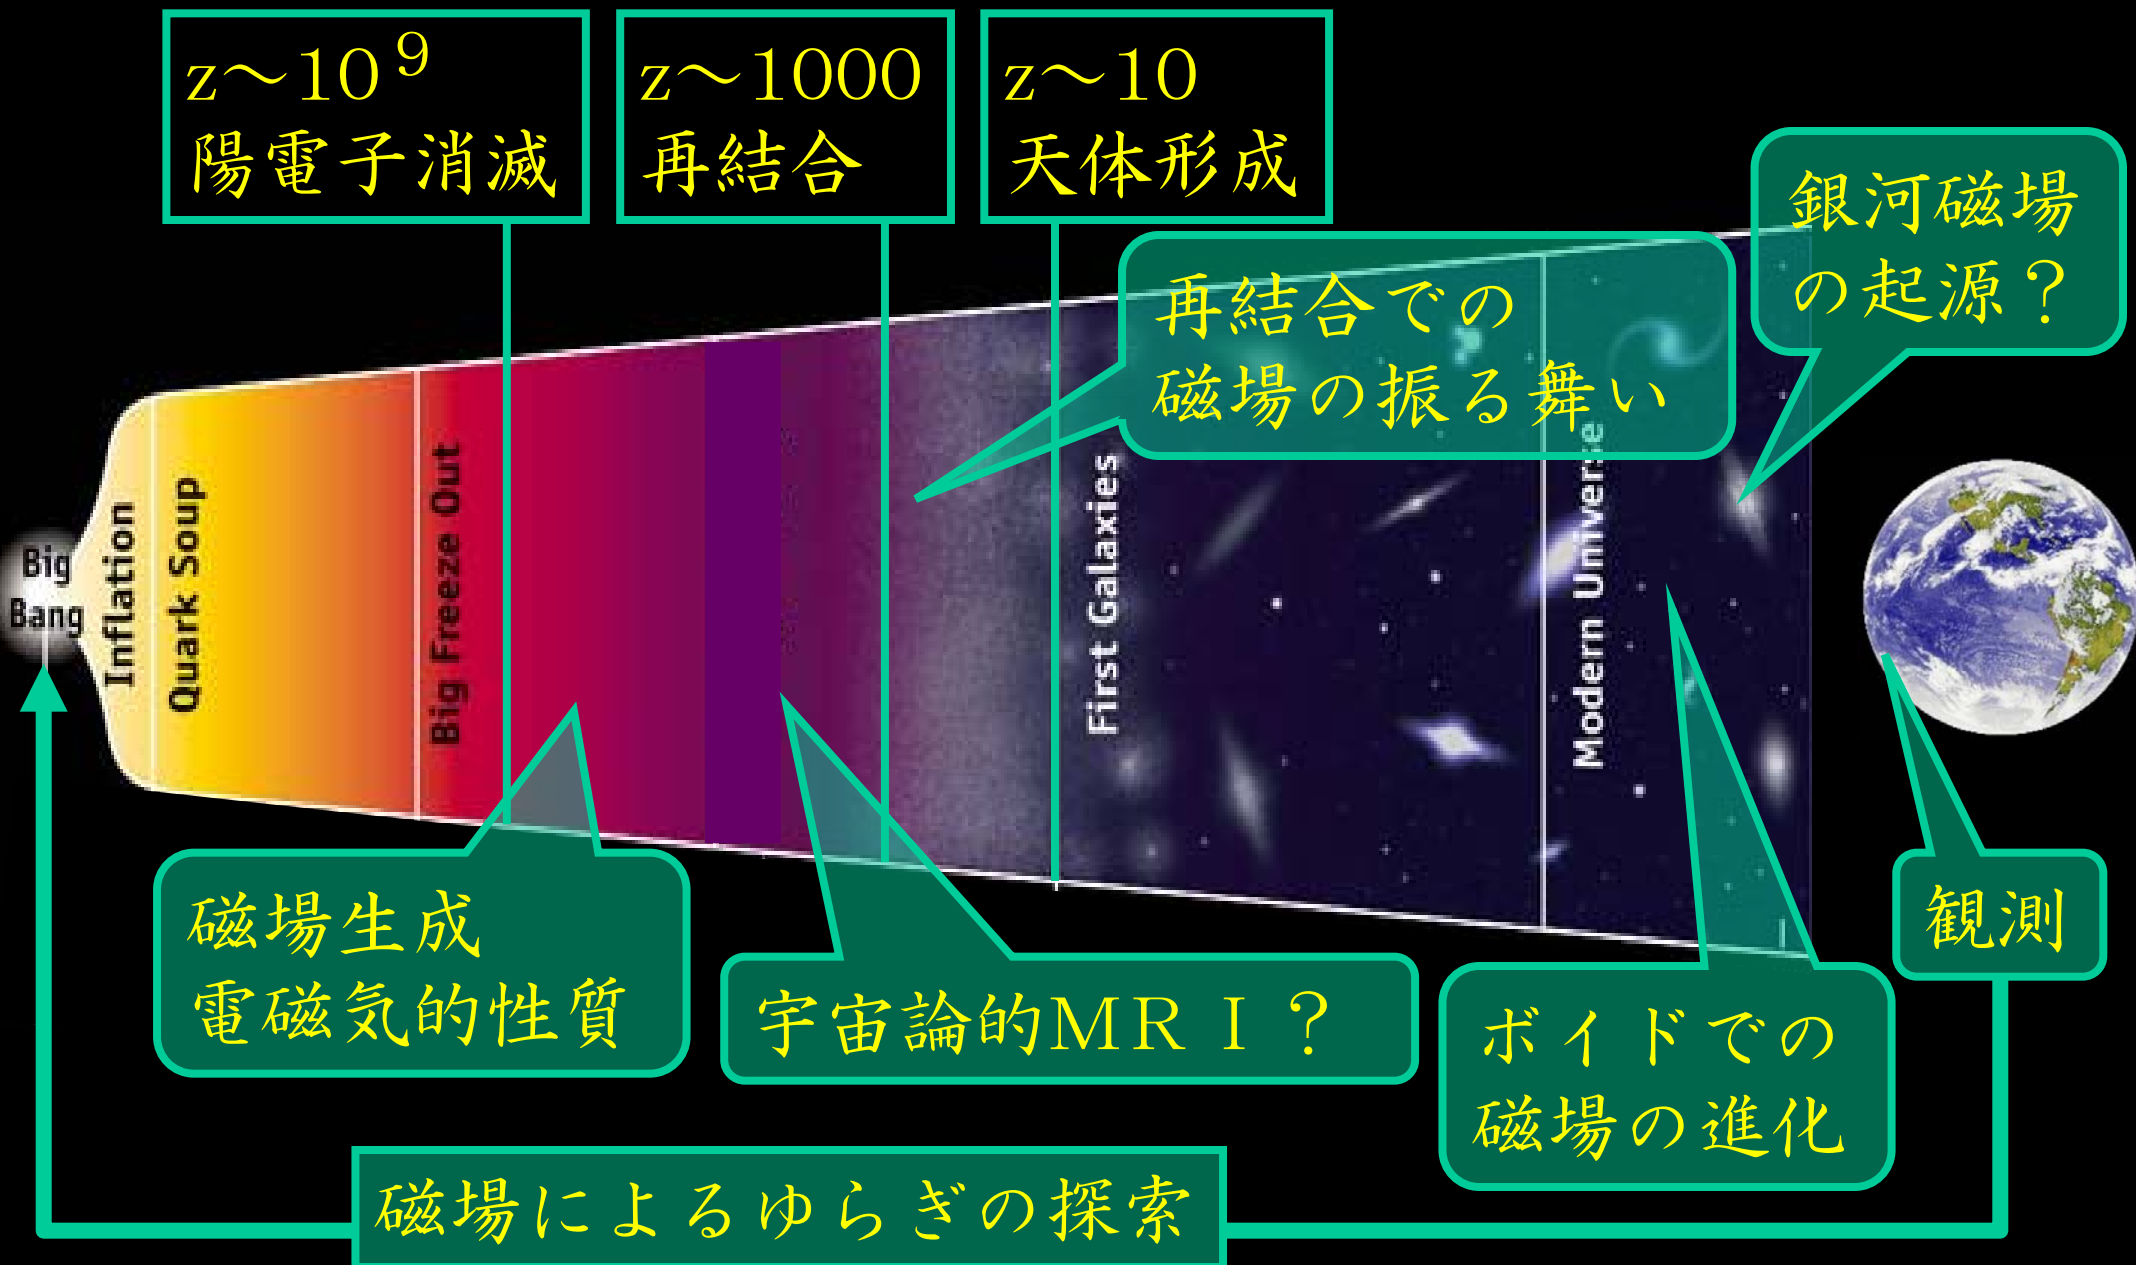 z～10⁹
陽電子消滅
z～1000
再結合
z～10
天体形成
銀河磁場
の起源？
再結合での
磁場の振る舞い
Big
Bang
Inflation
Quark Soup
Big Freeze Out
First Galaxies
Modern Universe
磁場生成
電磁気的性質
宇宙論的MRI？
ボイドでの
磁場の進化
観測
磁場によるゆらぎの探索